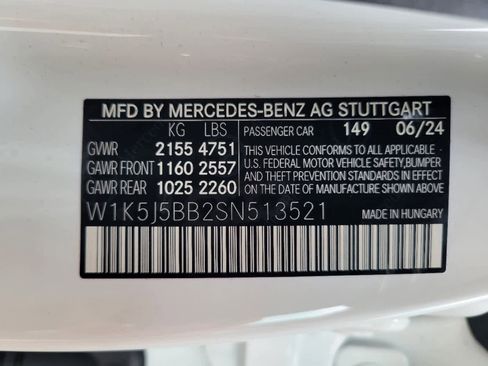 MFD BY MERCEDES-BENZ AG STUTTGART
KG LBS PASSENGER CAR 149 06/24
GVWR 2155 4751 THIS VEHICLE CONFORMS TO ALL APPLICABLE
GAWR FRONT 1160 2557 U.S. FEDERAL MOTOR VEHICLE SAFETY, BUMPER
GAWR REAR 1025 2260 AND THEFT PREVENTION STANDARDS IN
EFFECT ON THE DATE OF MANUFACTURE SHOWN ABOVE
W1K5J5BB2SN513521 MADE IN HUNGARY